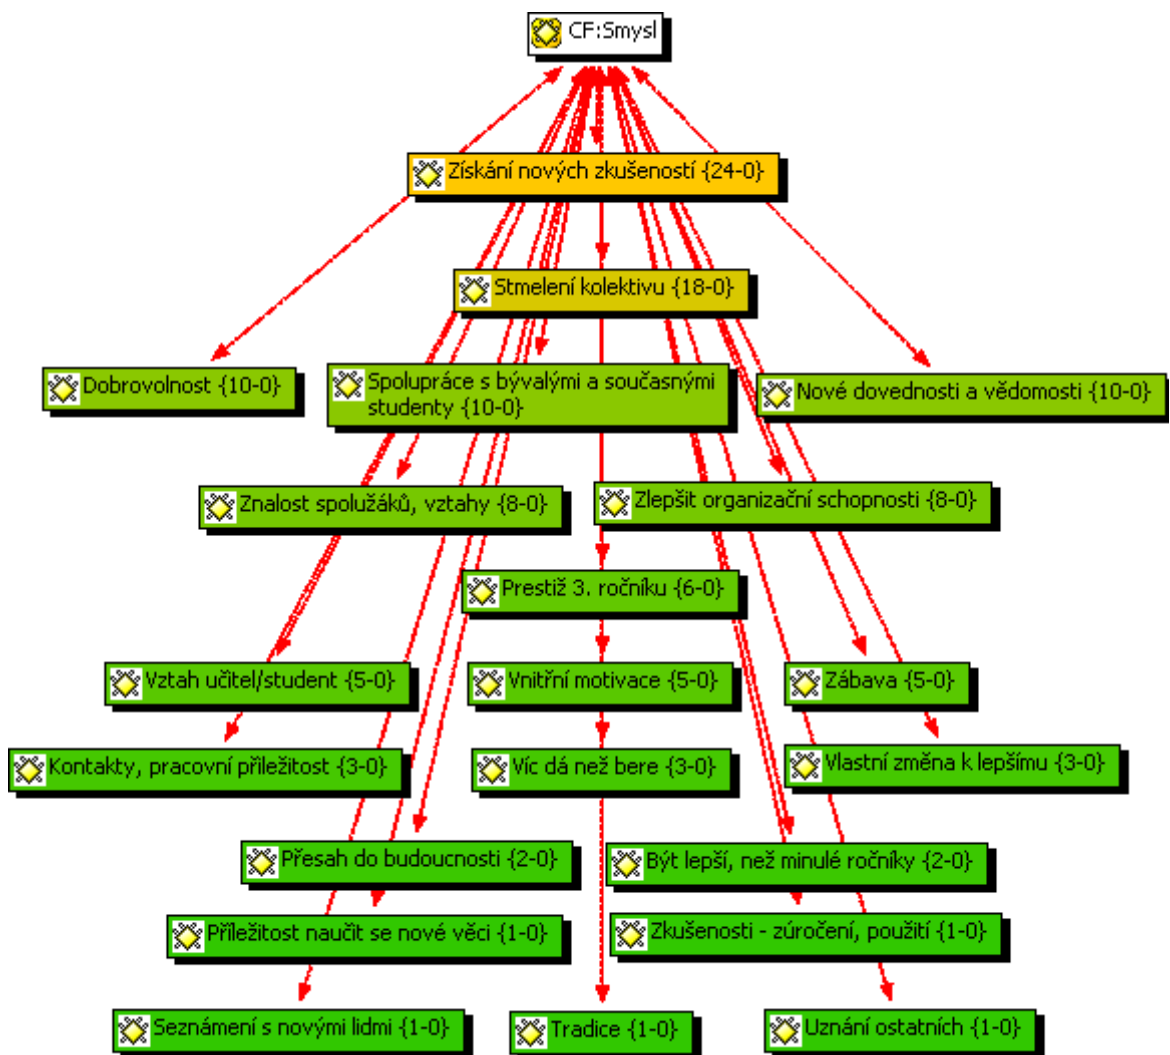 CF:Smysl
Získání nových zkušeností {24-0}
Stmelení kolektivu {18-0}
Dobrovolnost {10-0}
Spolupráce s bývalými a současnými
studenty {10-0}
Nové dovednosti a vědomosti {10-0}
Znalost spolužáků, vztahy {8-0}
Zlepšit organizační schopnosti {8-0}
Prestiž 3. ročníku {6-0}
Vztah učitel/student {5-0}
Vnitřní motivace {5-0}
Zábava {5-0}
Kontakty, pracovní přiležitost {3-0}
Víc dá než bere {3-0}
Vlastní změna k lepšímu {3-0}
Přesah do budoucnosti {2-0}
Být lepší, než minulé ročníky {2-0}
Příležitost naučit se nové věci {1-0}
Zkušenosti - zúročení, použití {1-0}
Seznámení s novými lidmi {1-0}
Tradice {1-0}
Uznání ostatních {1-0}